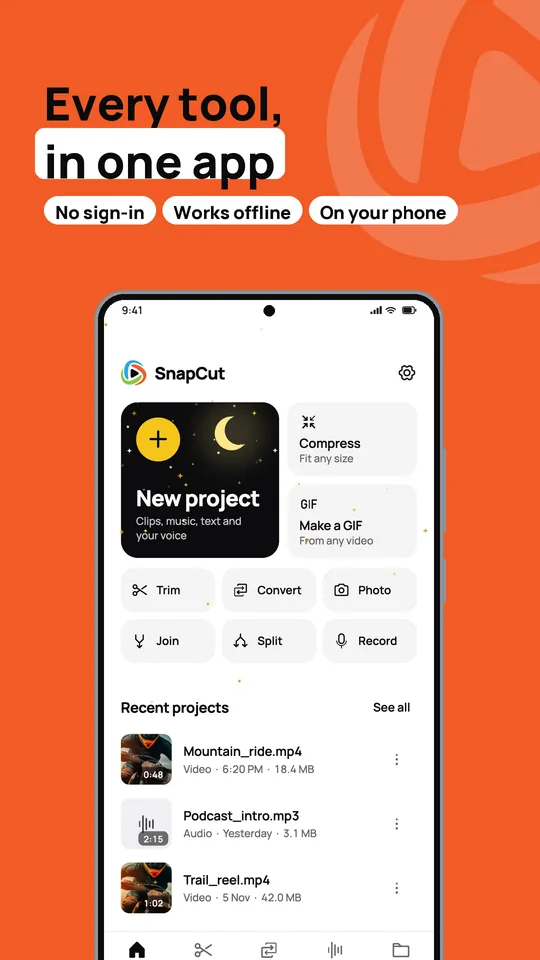 Every tool,
in one app
No sign-in
Works offline
On your phone
9:41
SnapCut
New project
Clips, music, text and
your voice
Compress
Fit any size
GIF
Make a GIF
From any video
Trim
Convert
Photo
Join
Split
Record
Recent projects
See all
Mountain_ride.mp4
Video · 6:20 PM · 18.4 MB
0:48
Podcast_intro.mp3
Audio · Yesterday · 3.1 MB
2:15
Trail_reel.mp4
Video · 5 Nov · 42.0 MB
1:02